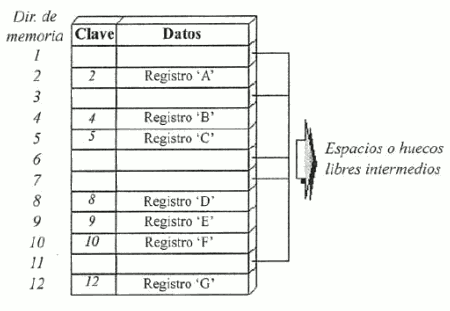 Dir. de
memoria
Clave Datos
1
2 2 Registro ‘A’
3
4 4 Registro ‘B’
5 5 Registro ‘C’
6
7
8 8 Registro ‘D’
9 9 Registro ‘E’
10 10 Registro ‘F’
11
12 12 Registro ‘G’
Espacios o huecos
libres intermedios